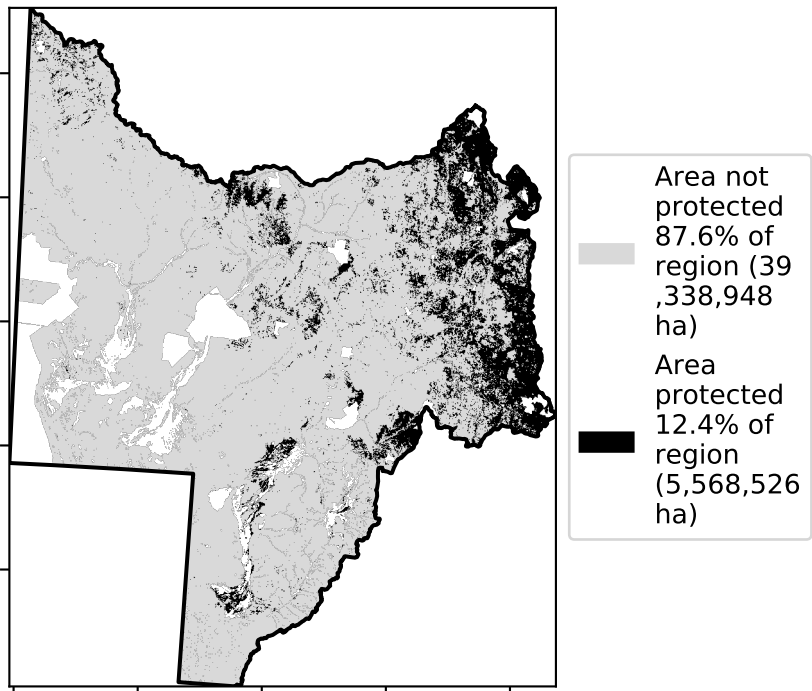 Area not
protected
87.6% of
region (39
,338,948
ha)
Area
protected
12.4% of
region
(5,568,526
ha)